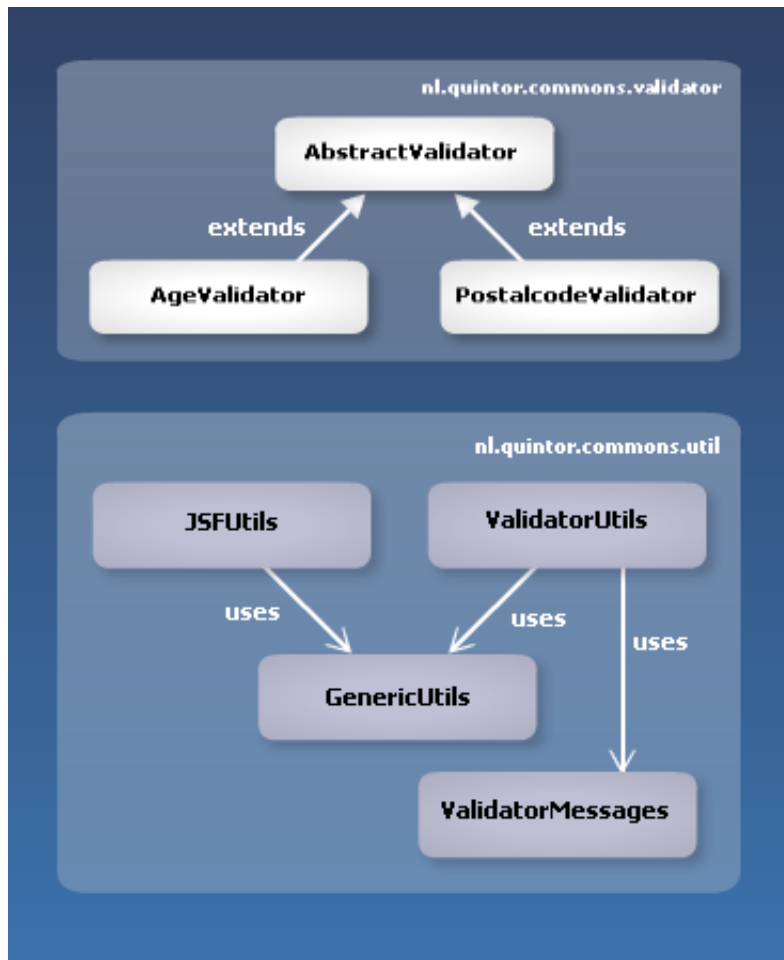 nl.quintor.commons.validator
AbstractValidator
extends
extends
AgeValidator
PostalcodeValidator
nl.quintor.commons.util
JSFUtils
ValidatorUtils
uses
uses
uses
GenericUtils
ValidatorMessages